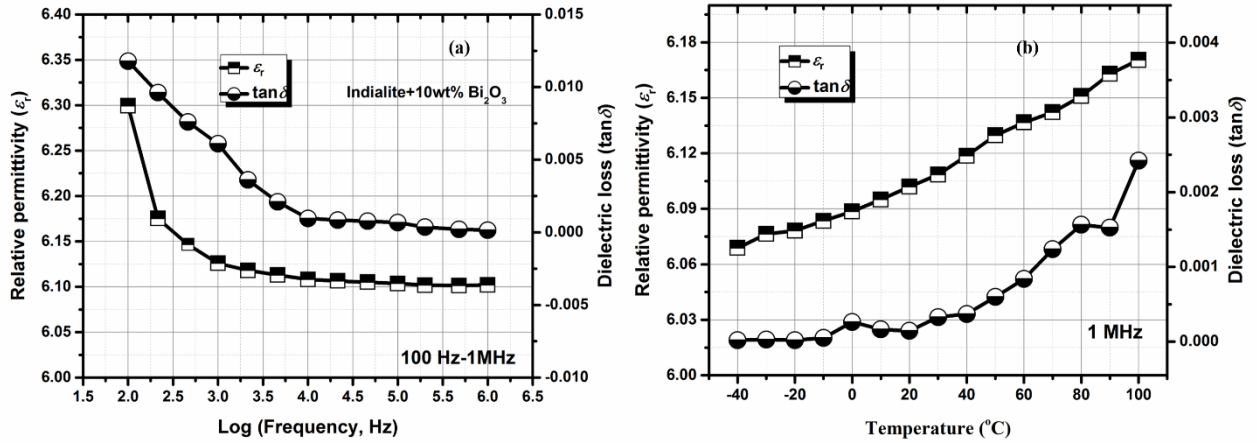 (a)
εr
tanδ
Indialite+10wt% Bi2O3
100 Hz-1MHz
Relative permittivity (εr)
6.40
6.35
6.30
6.25
6.20
6.15
6.10
6.05
6.00
1.5 2.0 2.5 3.0 3.5 4.0 4.5 5.0 5.5 6.0 6.5
Log (Frequency, Hz)
0.015
0.010
0.005
0.000
-0.005
-0.010
Dielectric loss (tanδ)
(b)
εr
tanδ
1 MHz
Relative permittivity (εr)
6.18
6.15
6.12
6.09
6.06
6.03
6.00
-40 -20 0 20 40 60 80 100
Temperature (oC)
0.004
0.003
0.002
0.001
0.000
Dielectric loss (tanδ)